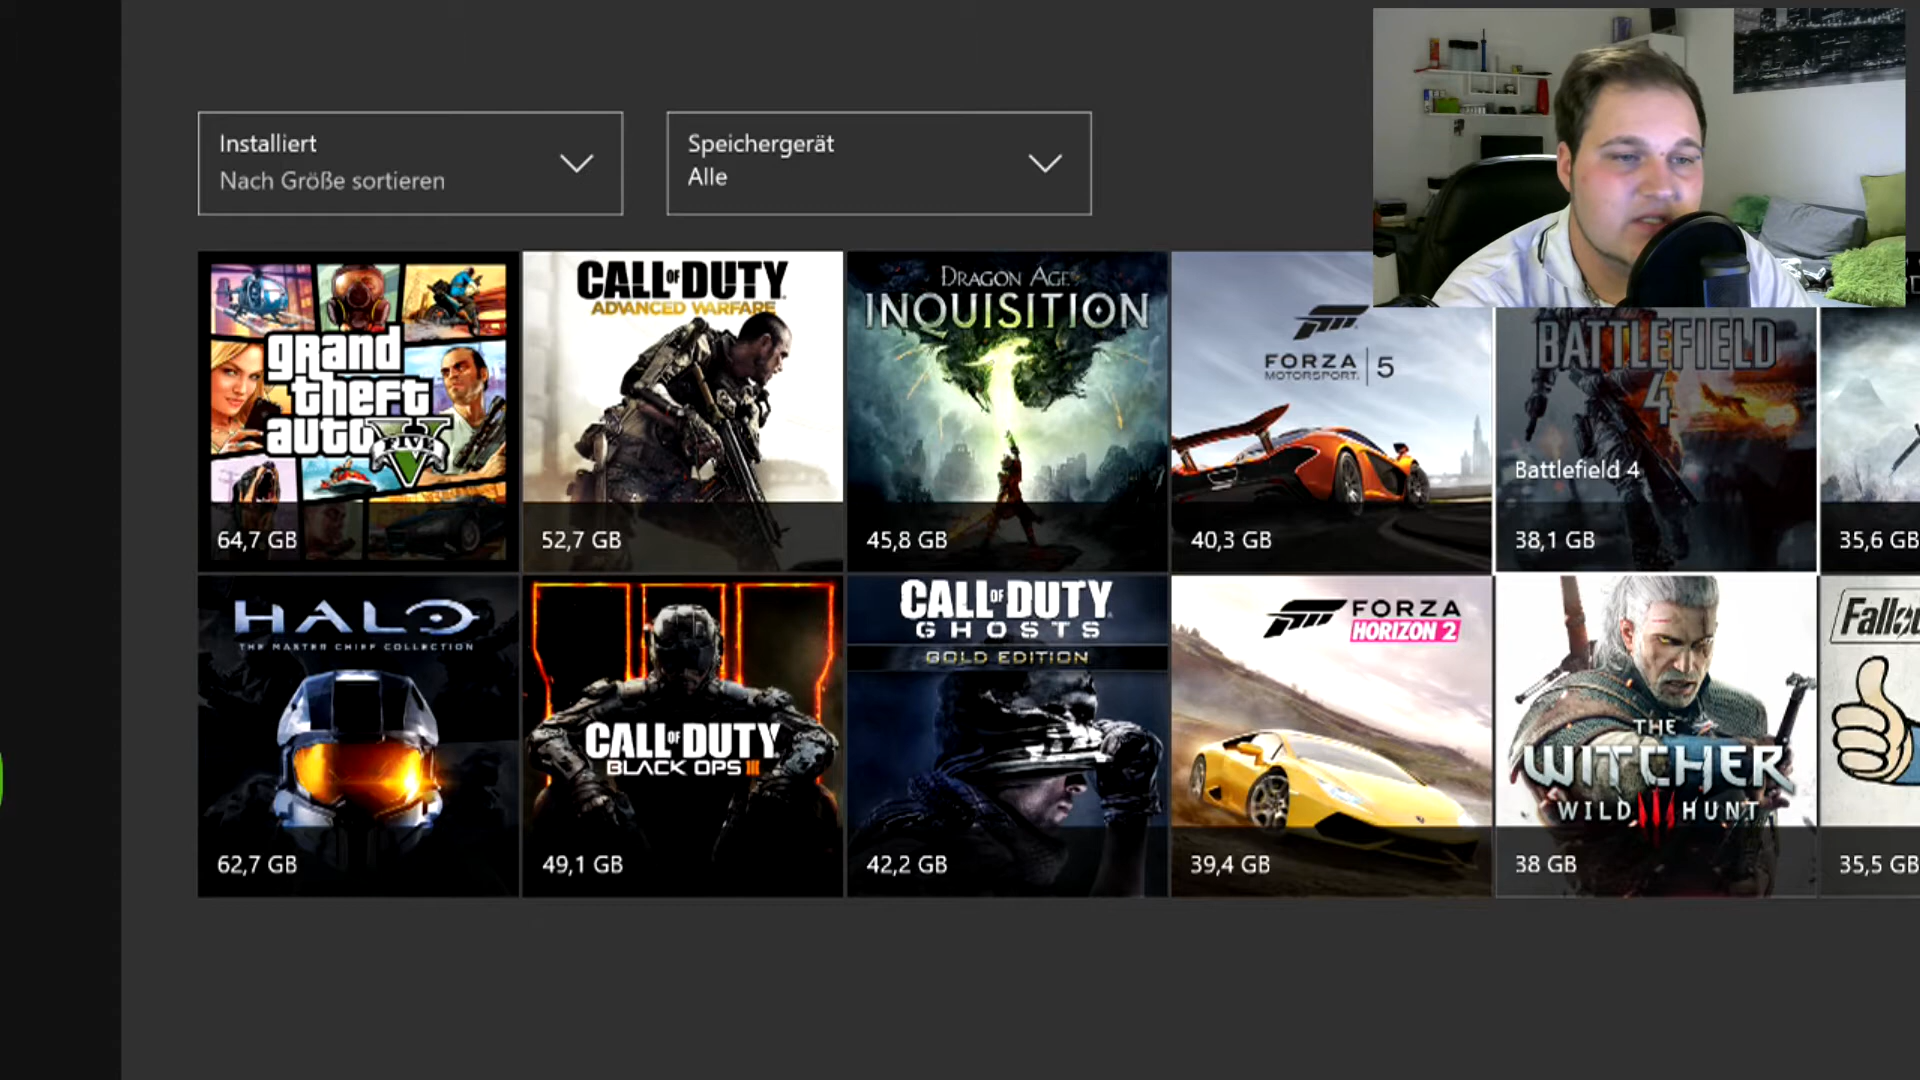 Installiert
Nach Größe sortieren
Speichergerät
Alle
grand
theft
auto
FIVE
64,7 GB
CALL OF DUTY
ADVANCED WARFARE
52,7 GB
DRAGON AGE
INQUISITION
45,8 GB
FORZA
MOTORSPORT. 5
40,3 GB
BATTLEFIELD
4
Battlefield 4
38,1 GB
35,6 GB
HALO
THE MASTER CHIEF COLLECTION
62,7 GB
CALL OF DUTY
BLACK OPS III
49,1 GB
CALL OF DUTY
GHOSTS
GOLD EDITION
42,2 GB
FORZA
HORIZON 2
39,4 GB
THE
WITCHER
WILD III HUNT
38 GB
Fallou
35,5 GB